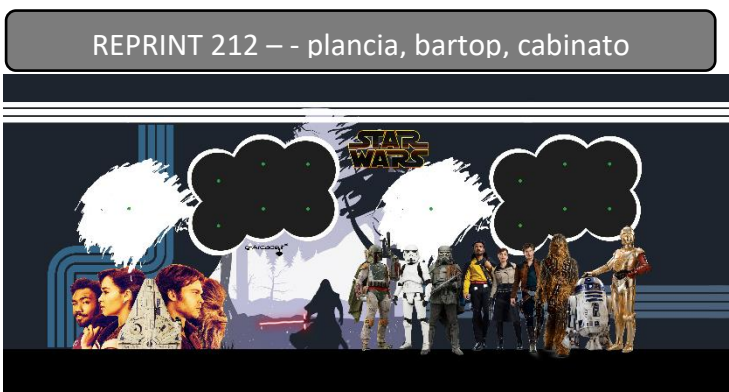 REPRINT 212 – - plancia, bartop, cabinato
STAR
WARS